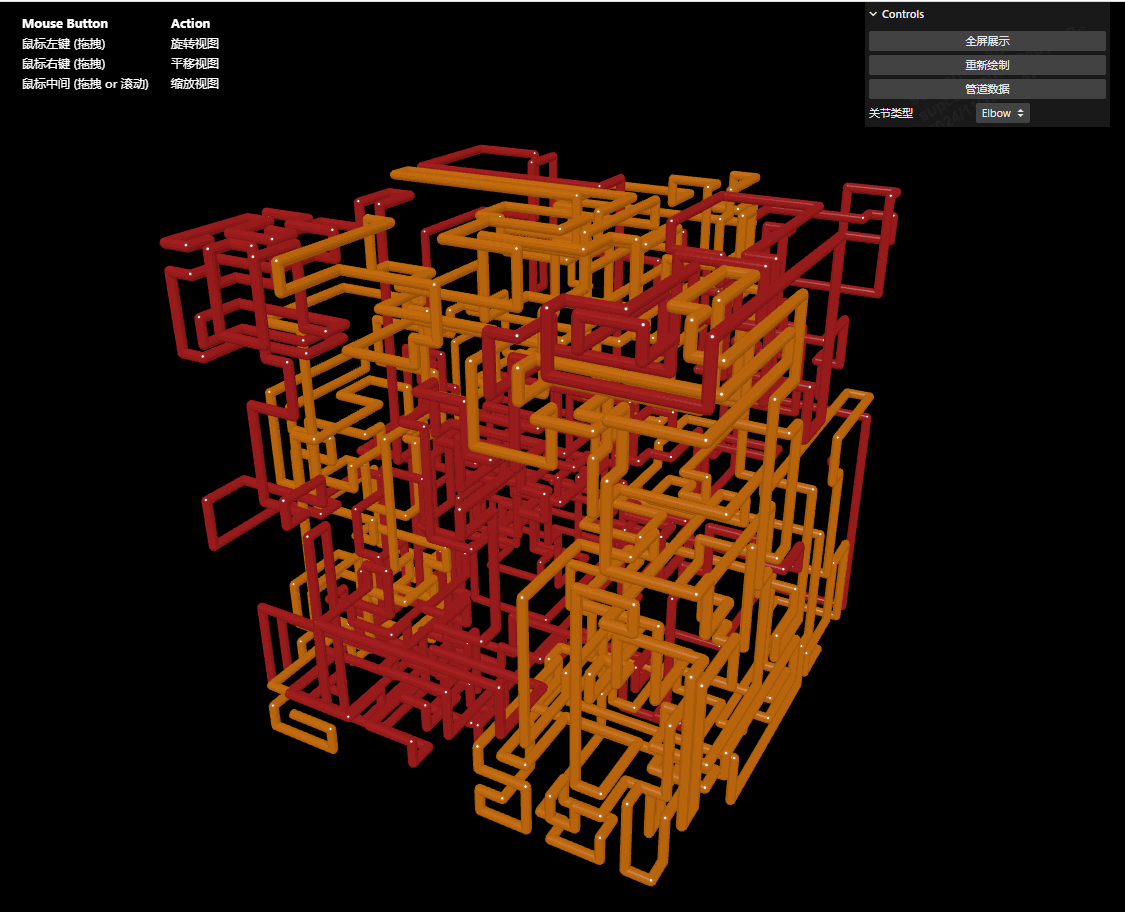 Mouse Button Action
鼠标左键 (拖拽) 旋转视图
鼠标右键 (拖拽) 平移视图
鼠标中间 (拖拽 or 滚动) 缩放视图
Controls
全屏展示
重新绘制
管道数据
关节类型 Elbow